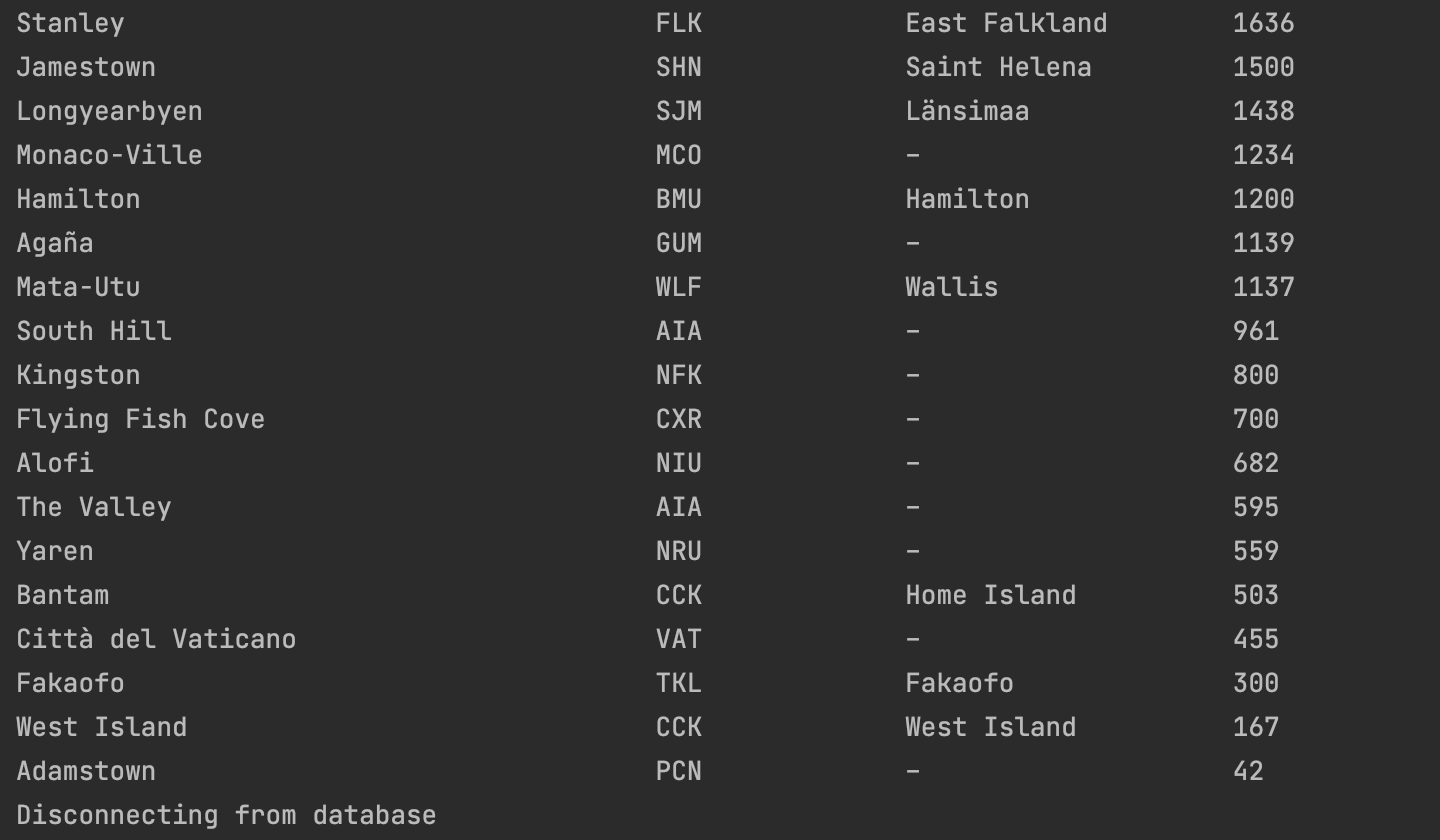 Stanley FLK East Falkland 1636
Jamestown SHN Saint Helena 1500
Longyearbyen SJM Länsimaa 1438
Monaco-Ville MCO – 1234
Hamilton BMU Hamilton 1200
Agaña GUM – 1139
Mata-Utu WLF Wallis 1137
South Hill AIA – 961
Kingston NFK – 800
Flying Fish Cove CXR – 700
Alofi NIU – 682
The Valley AIA – 595
Yaren NRU – 559
Bantam CCK Home Island 503
Città del Vaticano VAT – 455
Fakaofo TKL Fakaofo 300
West Island CCK West Island 167
Adamstown PCN – 42
Disconnecting from database